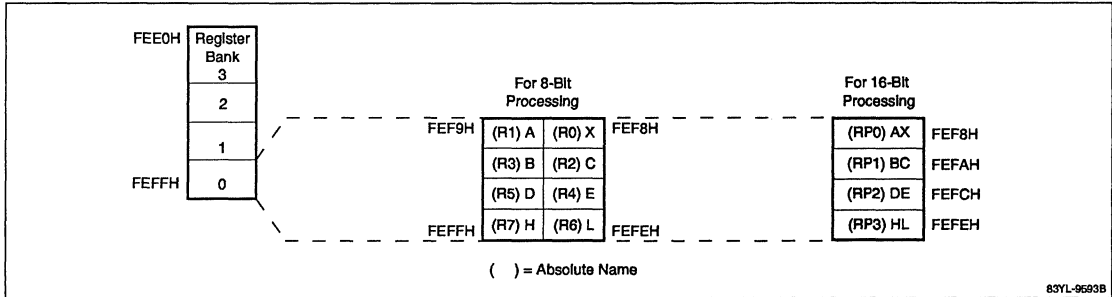 FEE0H
Register
Bank
3
2
1
0
FEFFH
For 8-Bit
Processing
FEF9H (R1) A (R0) X FEF8H
(R3) B (R2) C
(R5) D (R4) E
FEFFH (R7) H (R6) L FEFEH
For 16-Bit
Processing
(RP0) AX FEF8H
(RP1) BC FEFAH
(RP2) DE FEFCH
(RP3) HL FEFEH
( ) = Absolute Name
83YL-9593B